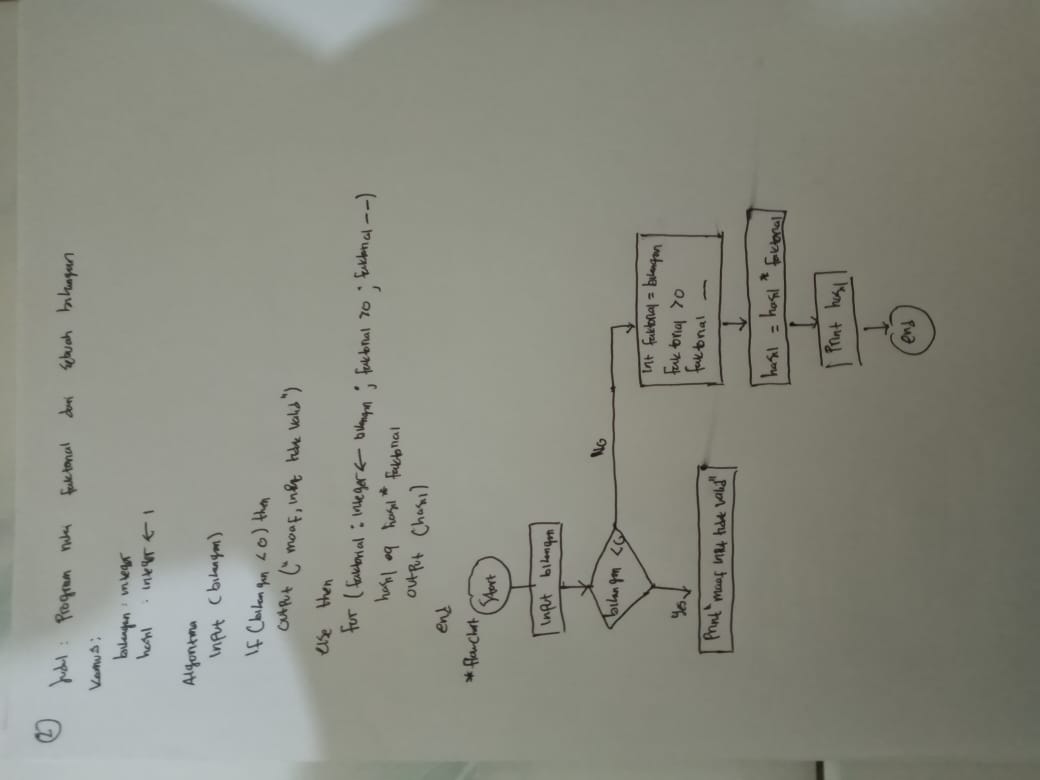 ②
Judul : Program nilai faktorial dari sebuah bilangan
Kamus :
bilangan : integer
hasil : integer ← 1
Algoritma
Input (bilangan)
If (bilangan <0) then
Output (" maaf, input tidak valid")
else then
for (faktorial : integer ← bilangan ; faktorial >0 ; faktorial --)
hasil eq hasil * faktorial
output (hasil)
end
* flowchart
Start
Input bilangan
bilangan <0
No
yes
Print " maaf input tidak valid"
int faktorial = bilangan
faktorial >0
faktorial --
hasil = hasil * faktorial
Print hasil
end